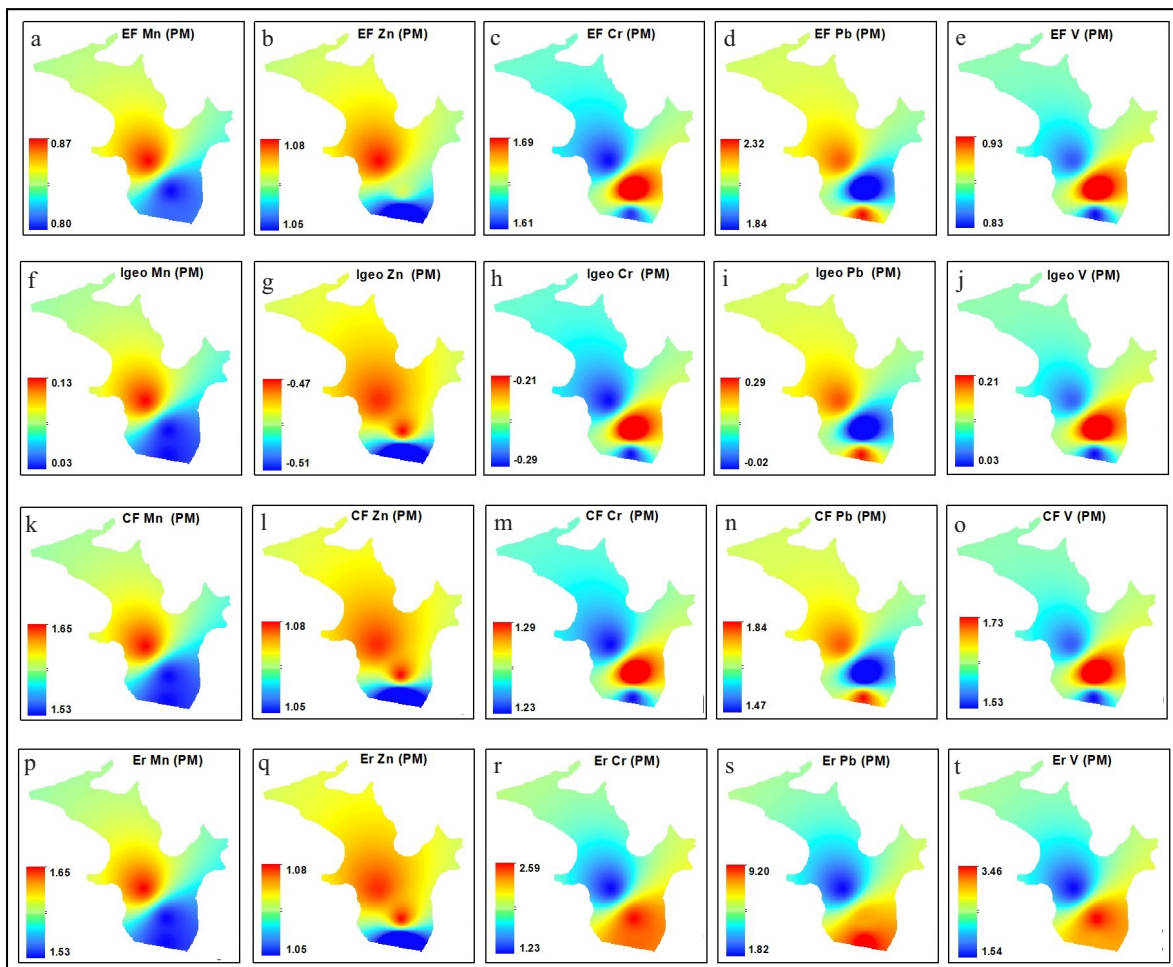 a EF Mn (PM)
0.87
0.80
b EF Zn (PM)
1.08
1.05
c EF Cr (PM)
1.69
1.61
d EF Pb (PM)
2.32
1.84
e EF V (PM)
0.93
0.83
f Igeo Mn (PM)
0.13
0.03
g Igeo Zn (PM)
-0.47
-0.51
h Igeo Cr (PM)
-0.21
-0.29
i Igeo Pb (PM)
0.29
-0.02
j Igeo V (PM)
0.21
0.03
k CF Mn (PM)
1.65
1.53
l CF Zn (PM)
1.08
1.05
m CF Cr (PM)
1.29
1.23
n CF Pb (PM)
1.84
1.47
o CF V (PM)
1.73
1.53
p Er Mn (PM)
1.65
1.53
q Er Zn (PM)
1.08
1.05
r Er Cr (PM)
2.59
1.23
s Er Pb (PM)
9.20
1.82
t Er V (PM)
3.46
1.54